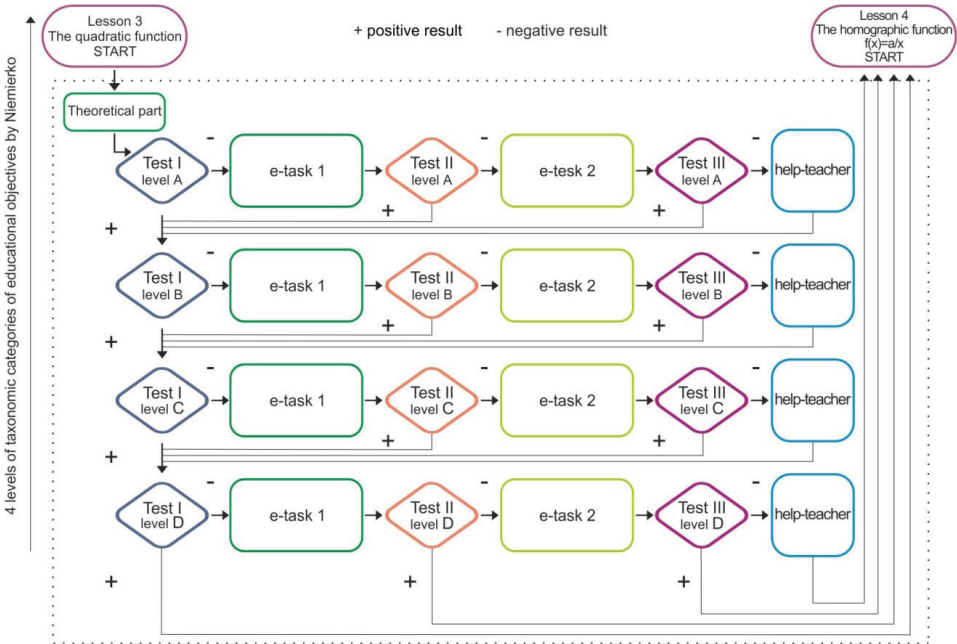 Lesson 3
The quadratic function
START
+ positive result
- negative result
Lesson 4
The homographic function
f(x)=a/x
START
4 levels of taxonomic categories of educational objectives by Niemierko
Theoretical part
Test I
level A
-
e-task 1
Test II
level A
-
e-tesk 2
Test III
level A
-
help-teacher
+
+
+
Test I
level B
-
e-task 1
Test II
level B
-
e-task 2
Test III
level B
-
help-teacher
+
+
+
Test I
level C
-
e-task 1
Test II
level C
-
e-task 2
Test III
level C
-
help-teacher
+
+
+
Test I
level D
-
e-task 1
Test II
level D
-
e-task 2
Test III
level D
-
help-teacher
+
+
+